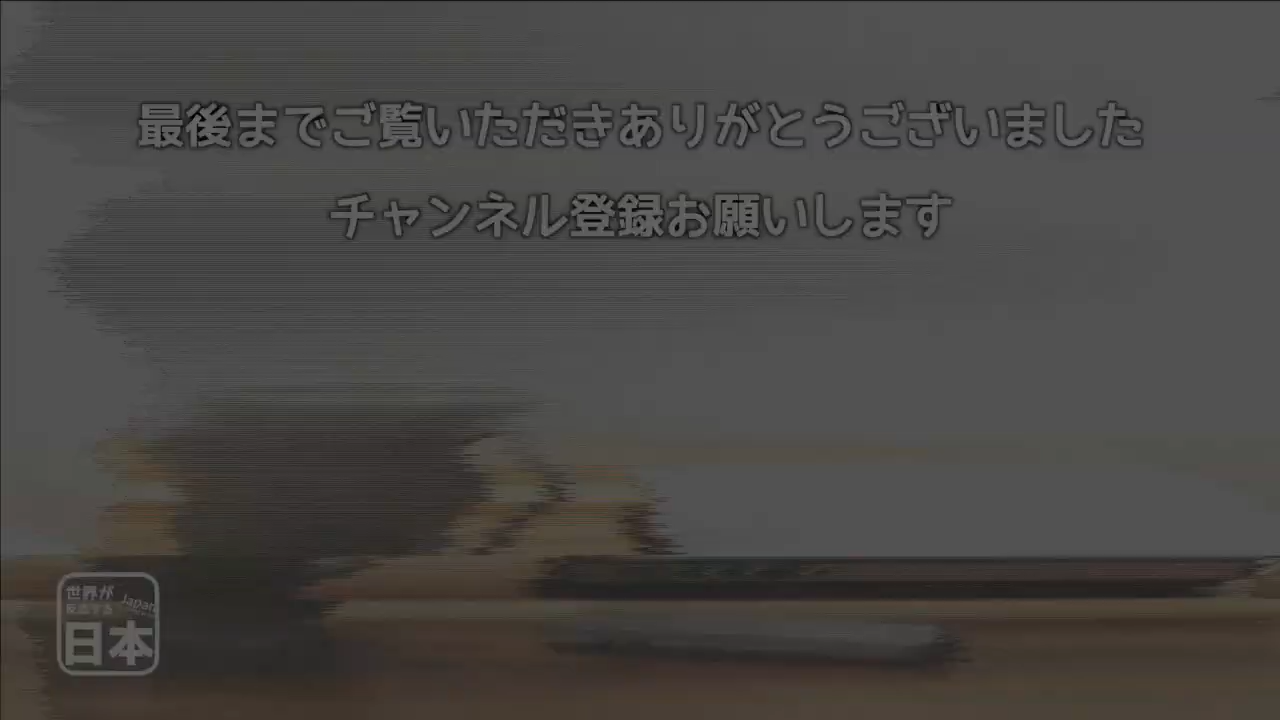 最後までご覧いただきありがとうございました
チャンネル登録お願いします
世界が
Japan
日本